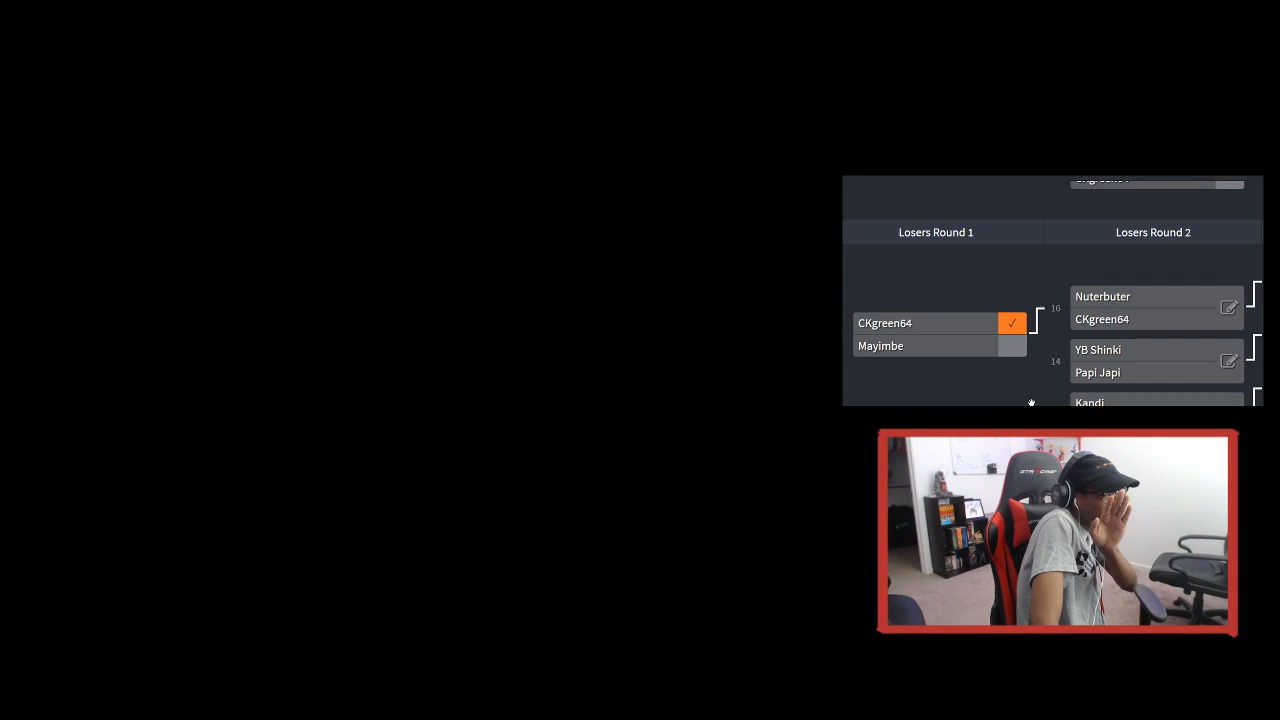 Losers Round 1
Losers Round 2
CKgreen64
Mayimbe
16
Nuterbuter
CKgreen64
14
YB Shinki
Papi Japi
Kandi